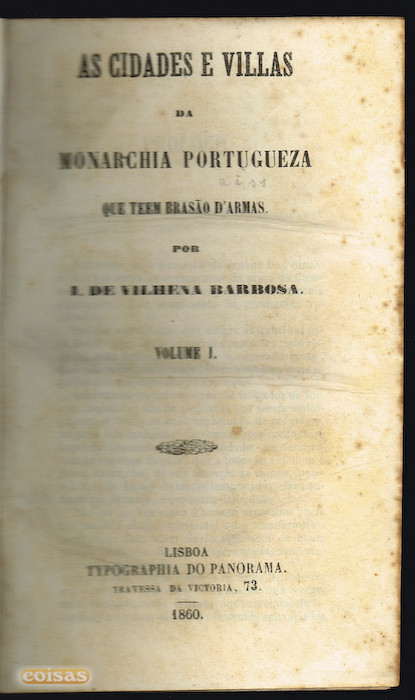 AS CIDADES E VILLAS
DA
MONARCHIA PORTUGUEZA
QUE TEEM BRASÃO D'ARMAS.
POR
I. DE VILHENA BARBOSA.
VOLUME I.
LISBOA
TYPOGRAPHIA DO PANORAMA.
TRAVESSA DA VICTORIA, 73.
1860.
coisas